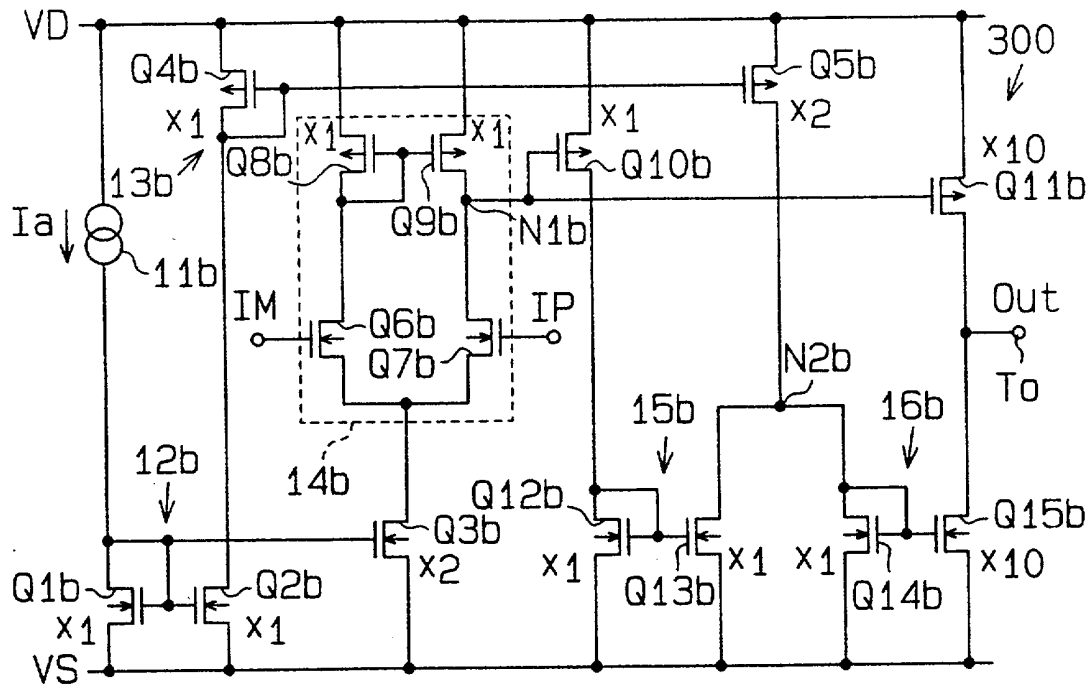 VD
300
Q4b
Q5b
X1
X2
X1
X1
X1
X10
13b
Q8b
Q9b
Q10b
Q11b
N1b
Ia
11b
IM
IP
Out
Q6b
Q7b
To
N2b
12b
14b
15b
16b
Q12b
Q3b
Q15b
X2
Q1b
Q2b
X1
X1
X1
Q13b
X1
X1
Q14b
X10
VS